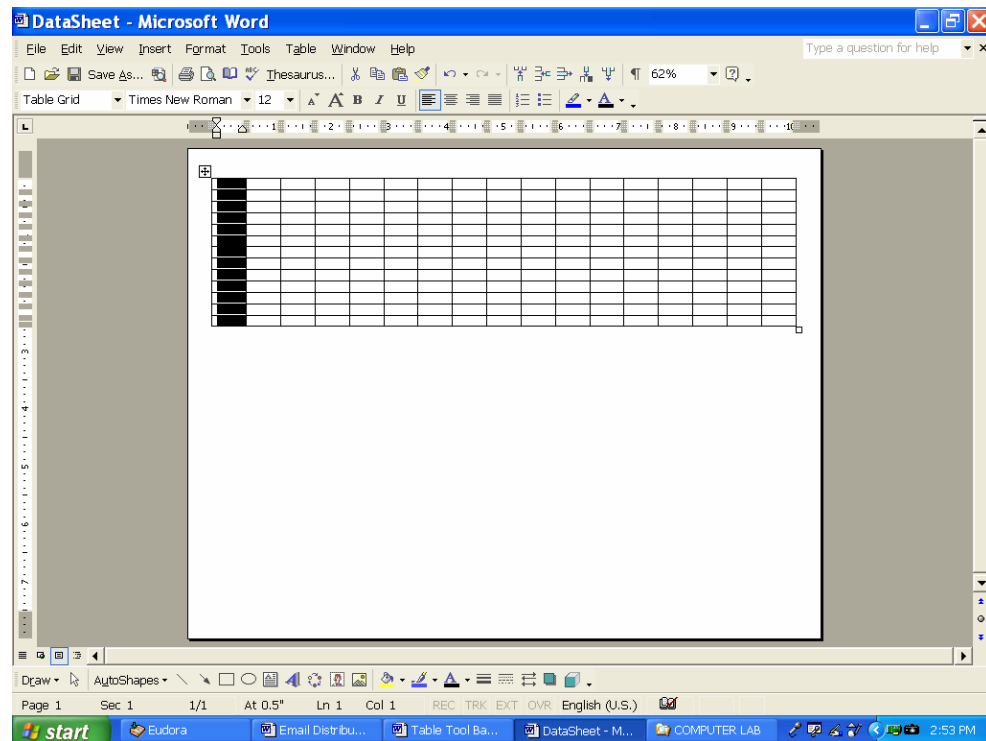 DataSheet - Microsoft Word
File Edit View Insert Format Tools Table Window Help Type a question for help
Save As... Thesaurus... ¶ 62%
Table Grid Times New Roman 12 A A B I U A
L 1 2 3 4 5 6 7 8 9 10
3
4
5
6
7
Draw AutoShapes A A
Page 1 Sec 1 1/1 At 0.5" Ln 1 Col 1 REC TRK EXT OVR English (U.S.)
start Eudora Email Distribu... Table Tool Ba... DataSheet - M... COMPUTER LAB 2:53 PM